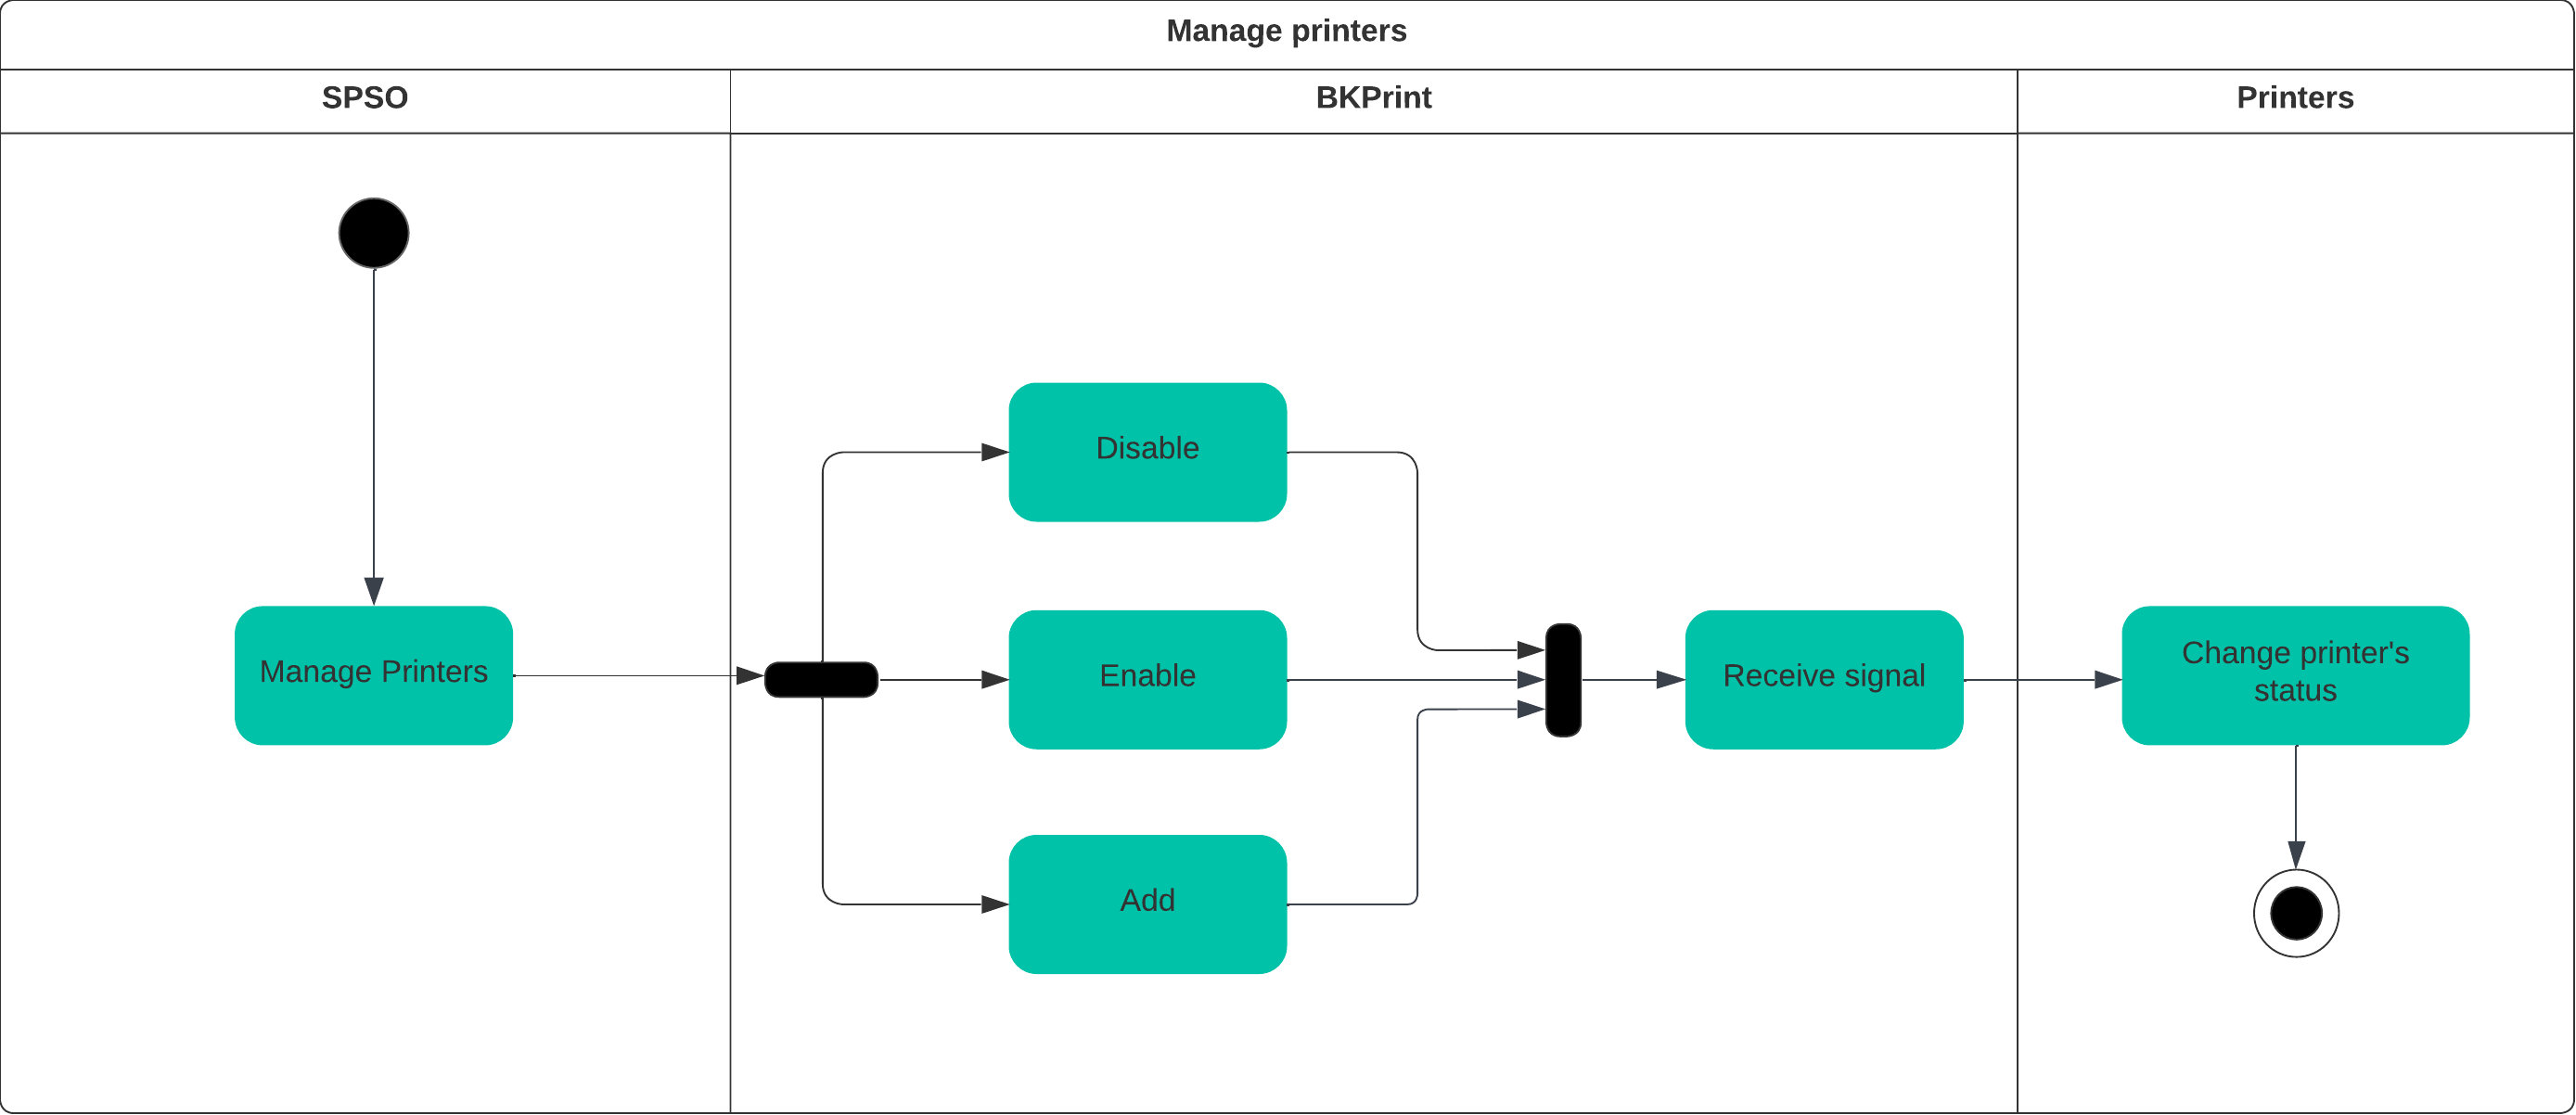 Manage printers
SPSO
BKPrint
Printers
Disable
Manage Printers
Enable
Receive signal
Change printer's
status
Add